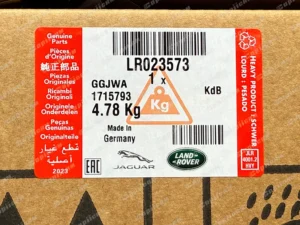 Genuine
Parts
Pièces
d'Origine
純正部品
Piezas
Originales
Ricambi
Originali
Originele
Onderdelen
Peças
Genuínas
Originalteile
قطع غيار
أصلية
2023
LR023573
1 x
GGJWA
KdB
1715793
4.78 Kg
Kg
Made in
Germany
EAC
JAGUAR
LAND-
ROVER
HEAVY PRODUCT SCHWER
LOURD PESADO
JLR